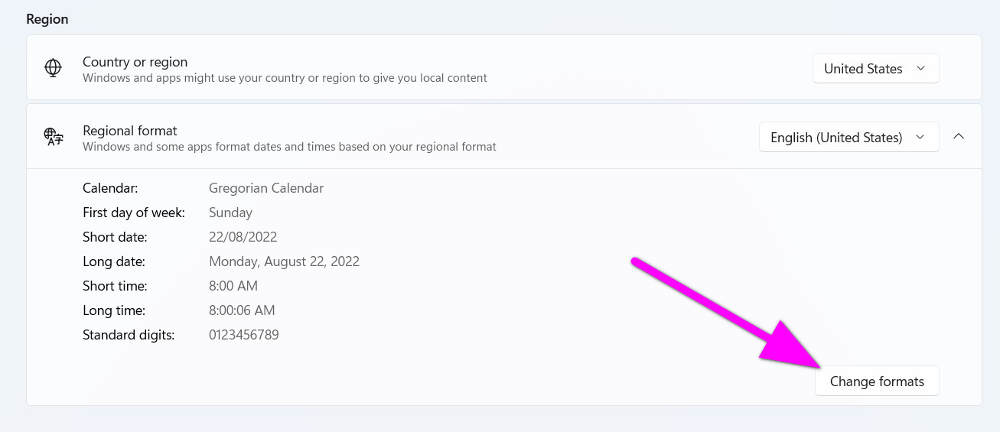 Region
Country or region
Windows and apps might use your country or region to give you local content
United States
Regional format
Windows and some apps format dates and times based on your regional format
English (United States)
Calendar: Gregorian Calendar
First day of week: Sunday
Short date: 22/08/2022
Long date: Monday, August 22, 2022
Short time: 8:00 AM
Long time: 8:00:06 AM
Standard digits: 0123456789
Change formats